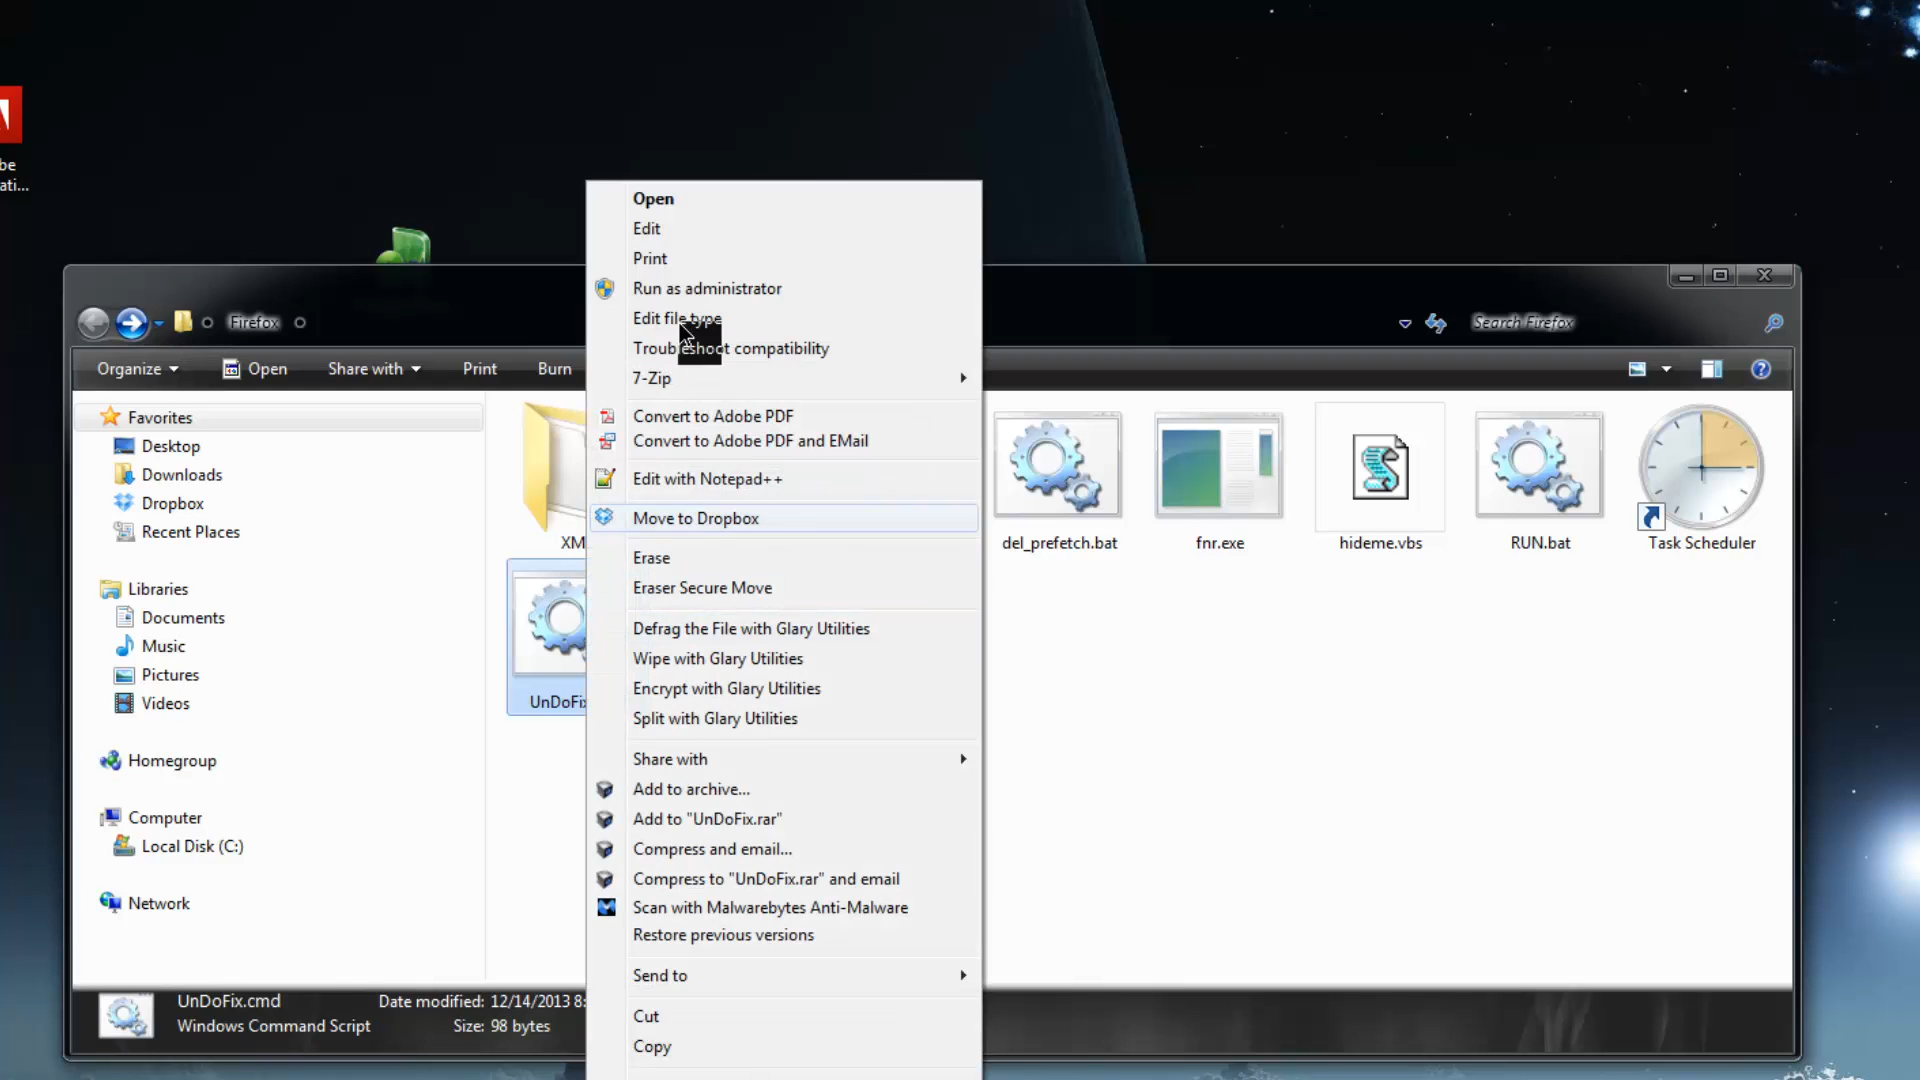 be
ati...
Open
Edit
Print
Run as administrator
Edit file type
Troubleshoot compatibility
7-Zip
Convert to Adobe PDF
Convert to Adobe PDF and EMail
Edit with Notepad++
Move to Dropbox
Erase
Eraser Secure Move
Defrag the File with Glary Utilities
Wipe with Glary Utilities
Encrypt with Glary Utilities
Split with Glary Utilities
Share with
Add to archive...
Add to "UnDoFix.rar"
Compress and email...
Compress to "UnDoFix.rar" and email
Scan with Malwarebytes Anti-Malware
Restore previous versions
Send to
Cut
Copy
Firefox
Search Firefox
Organize
Open
Share with
Print
Burn
Favorites
Desktop
Downloads
Dropbox
Recent Places
Libraries
Documents
Music
Pictures
Videos
Homegroup
Computer
Local Disk (C:)
Network
XM
del_prefetch.bat
fnr.exe
hideme.vbs
RUN.bat
Task Scheduler
UnDoFix
UnDoFix.cmd
Date modified: 12/14/2013 8:
Windows Command Script
Size: 98 bytes